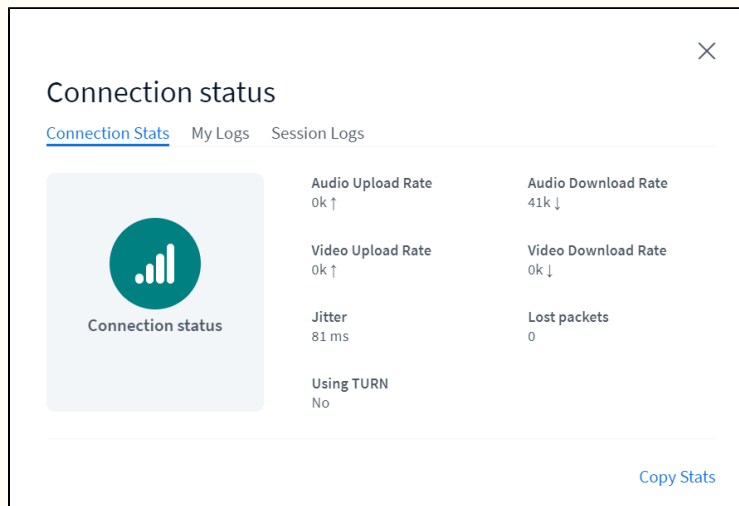 Connection status
Connection Stats My Logs Session Logs
Connection status
Audio Upload Rate
0k ↑
Audio Download Rate
41k ↓
Video Upload Rate
0k ↑
Video Download Rate
0k ↓
Jitter
81 ms
Lost packets
0
Using TURN
No
Copy Stats